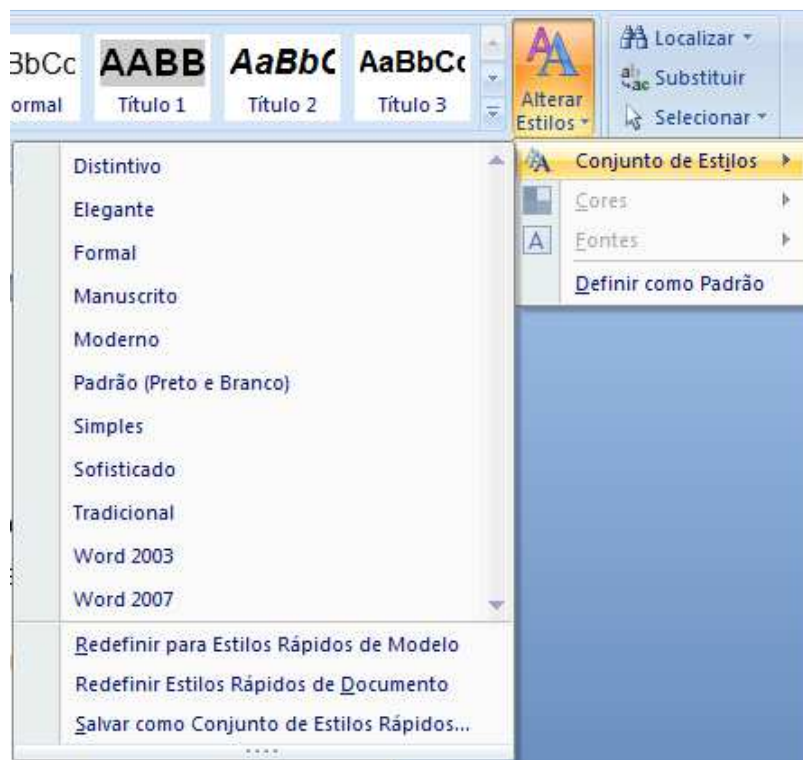 BbCc AABB AaBbC AaBbCc
ormal Título 1 Título 2 Título 3
Alterar Estilos
Localizar
Substituir
Selecionar
Conjunto de Estilos
Cores
Fontes
Definir como Padrão
Distintivo
Elegante
Formal
Manuscrito
Moderno
Padrão (Preto e Branco)
Simples
Sofisticado
Tradicional
Word 2003
Word 2007
Redefinir para Estilos Rápidos de Modelo
Redefinir Estilos Rápidos de Documento
Salvar como Conjunto de Estilos Rápidos...